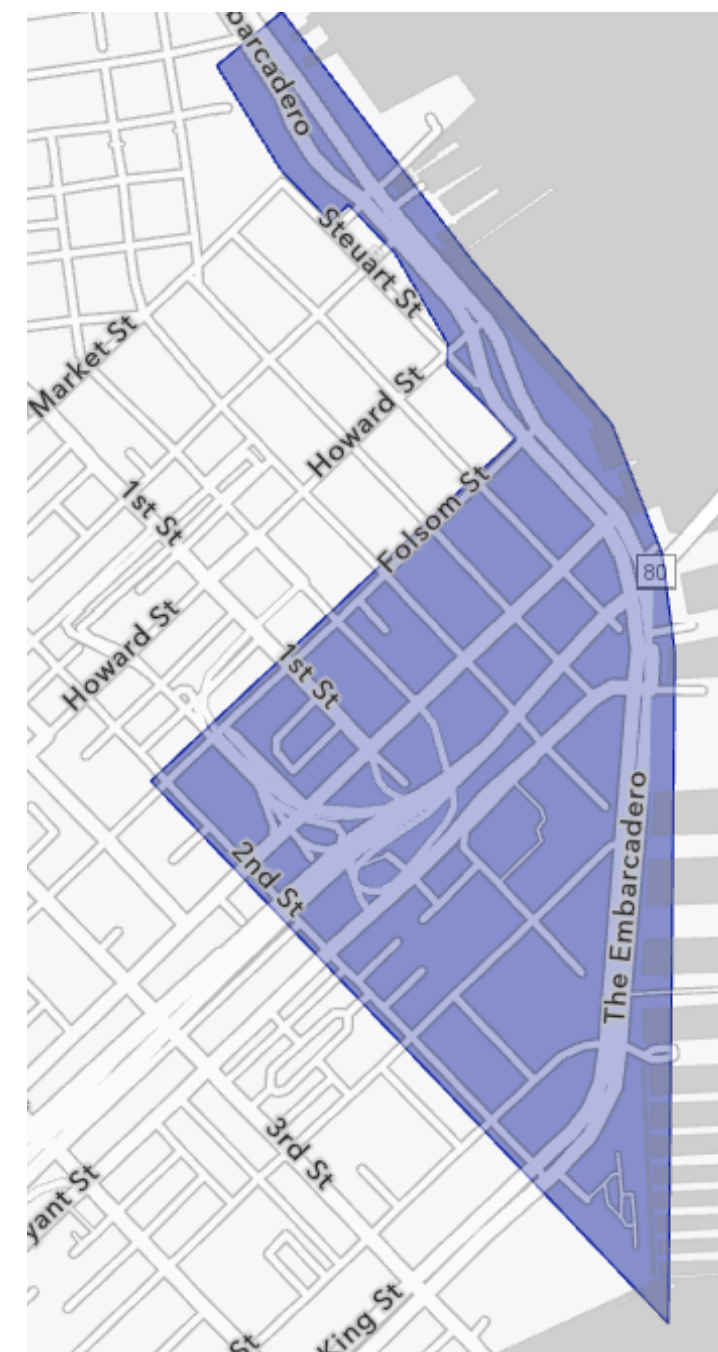 barcadero
Steuart St
Market St
Howard St
1st St
Folsom St
80
Howard St
1st St
2nd St
The Embarcadero
3rd St
yant St
King St
St